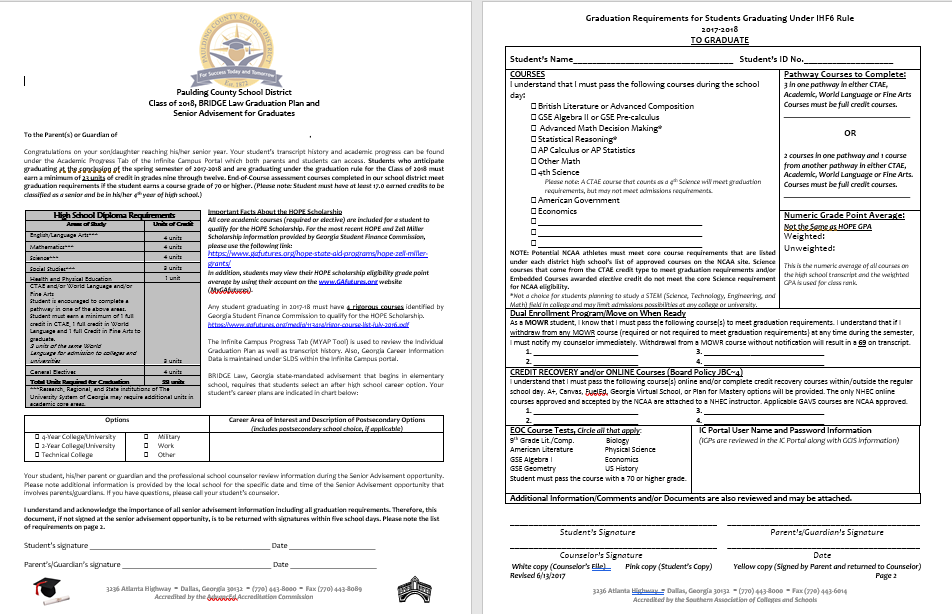 PAULDING COUNTY SCHOOL DISTRICT
For Success Today and Tomorrow
Paulding County School District
Class of 2018, BRIDGE Law Graduation Plan and
Senior Advisement for Graduates
To the Parent(s) or Guardian of
Congratulations on your son/daughter reaching his/her senior year. Your student's transcript history and academic progress can be found
under the Academic Progress Tab of the Infinite Campus Portal which both parents and students can access. Students who anticipate
graduating at the conclusion of the spring semester of 2017-2018 and are graduating under the graduation rule for the Class of 2018 must
earn a minimum of 23 units of credit in grades nine through twelve. End-of-Course assessment courses completed in our school district meet
graduation requirements if the student earns a course grade of 70 or higher. (Please note: Student must have at least 17.0 earned credits to be
classified as a senior and be in his/her 4th year of high school.)
High School Diploma Requirements
Areas of Study Units of Credit
English/Language Arts*** 4 units
Mathematics*** 4 units
Science*** 4 units
Social Studies*** 3 units
Health and Physical Education 1 unit
CTAE and/or World Language and/or
Fine Arts
Student is encouraged to complete a
pathway in one of the above areas.
Student must earn a minimum of 1 full
credit in CTAE, 1 full credit in World
Language and 1 full Credit in Fine Arts to
graduate.
2 units of the same World
Language for admission to colleges and
universities 3 units
General Electives 4 units
Total Units Required for Graduation 23 units
***Research, Regional, and State institutions of The
University System of Georgia may require additional units in
academic core areas.
Important Facts About the HOPE Scholarship
All core academic courses (required or elective) are included for a student to
qualify for the HOPE Scholarship. For the most recent HOPE and Zell Miller
Scholarship information provided by Georgia Student Finance Commission,
please use the following link:
https://www.gafutures.org/hope-state-aid-programs/hope-zell-miller-
grants/
In addition, students may view their HOPE scholarship eligibility grade point
average by using their account on the www.GAfutures.org website
(MyGAfutures).
Any student graduating in 2017-18 must have 4 rigorous courses identified by
Georgia Student Finance Commission to qualify for the HOPE Scholarship.
The Infinite Campus Tool (MYAP Tool) is used to review the Individual
Graduation Plan as well as transcript history. Also, Georgia Career Information
Data is maintained under SLDS within the Infinite Campus portal.
BRIDGE Law, Georgia state-mandated advisement that begins in elementary
school, requires that students select an after high school career option. Your
student's career plans are indicated in chart below:
Options Career Area of Interest and Description of Postsecondary Options
(includes postsecondary school choice, if applicable)
☐ 4-Year College/University ☐ Military
☐ 2-Year College/University ☐ Work
☐ Technical College ☐ Other
Your student, his/her parent or guardian and the professional school counselor review information during the Senior Advisement opportunity.
Please note additional information is provided by the local school for the specific date and time of the Senior Advisement opportunity that
involves parents/guardians. If you have questions, please call your student's counselor.
I understand and acknowledge the importance of all senior advisement information including all graduation requirements. Therefore, this
document, if not signed at the senior advisement opportunity, is to be returned with signatures within five school days. Please note the list
of requirements on page 2.
Student's signature Date
Parent's/Guardian's signature Date
3236 Atlanta Highway ~ Dallas, Georgia 30132 ~ (770) 443-8000 ~ Fax (770) 443-8089
Accredited by the AdvancEd Accreditation Commission
Graduation Requirements for Students Graduating Under IHF6 Rule
2017-2018
TO GRADUATE
Student's Name Student's ID No.
COURSES
I understand that I must pass the following courses during the school
day:
☐ British Literature or Advanced Composition
☐ GSE Algebra II or GSE Pre-calculus
☐ Advanced Math Decision Making*
☐ Statistical Reasoning*
☐ AP Calculus or AP Statistics
☐ Other Math
☐ 4th Science
Please note: A CTAE course that counts as a 4th Science will meet graduation
requirements, but may not meet admissions requirements.
☐ American Government
☐ Economics
☐
☐
☐
NOTE: Potential NCAA athletes must meet core course requirements that are listed
under each district high school's list of approved courses on the NCAA site. Science
courses that come from the CTAE credit type to meet graduation requirements and/or
Embedded Science courses awarded elective credit do not meet the core Science requirement
for NCAA eligibility.
*Not a choice for students planning to study a STEM (Science, Technology, Engineering, and
Math) field in college and may limit admissions possibilities at any college or university.
Pathway Courses to Complete:
3 in one pathway in either CTAE,
Academic, World Language or Fine Arts
Courses must be full credit courses.
OR
2 courses in one pathway and 1 course
from another pathway in either CTAE,
Academic, World Language or Fine Arts.
Courses must be full credit courses.
Numeric Grade Point Average:
Not the Same as HOPE GPA
Weighted:
Unweighted:
This is the numeric average of all courses on
the high school transcript and the weighted
GPA is used for class rank.
Dual Enrollment Program/Move on When Ready
As a MOWR student, I know that I must pass the following course(s) to meet graduation requirements. I understand that if I
withdraw from any MOWR course (required or not required to meet graduation requirements) at any time during the semester,
I must notify my counselor immediately. Withdrawal from a MOWR course without notification will result in a 69 on transcript.
1. 3.
2. 4.
CREDIT RECOVERY and/or ONLINE Courses (Board Policy JBC-4)
I understand that I must pass the following course(s) online and/or complete credit recovery courses within/outside the regular
school day. A+, Canvas, FuelEd, Georgia Virtual School, or Plan for Mastery options will be provided. The only NHEC online
courses approved and accepted by the NCAA are attached to a NHEC instructor. Applicable GAVS courses are NCAA approved.
1. 3.
2. 4.
EOC Course Tests, Circle all that apply:
9th Grade Lit./Comp. Biology
American Literature Physical Science
GSE Algebra I Economics
GSE Geometry US History
Student must pass the course with a 70 or higher grade.
IC Portal User Name and Password Information
(IGPs are reviewed in the IC Portal along with GCIS information)
Additional Information/Comments and/or Documents are also reviewed and may be attached.
Student's Signature Parent's/Guardian's Signature
Counselor's Signature Date
White copy (Counselor's File) Pink copy (Student's Copy) Yellow copy (Signed by Parent and returned to Counselor)
Revised 6/13/2017 Page 2
3236 Atlanta Highway ~ Dallas, Georgia 30132 ~ (770) 443-8000 ~ Fax (770) 443-6014
Accredited by the Southern Association of Colleges and Schools